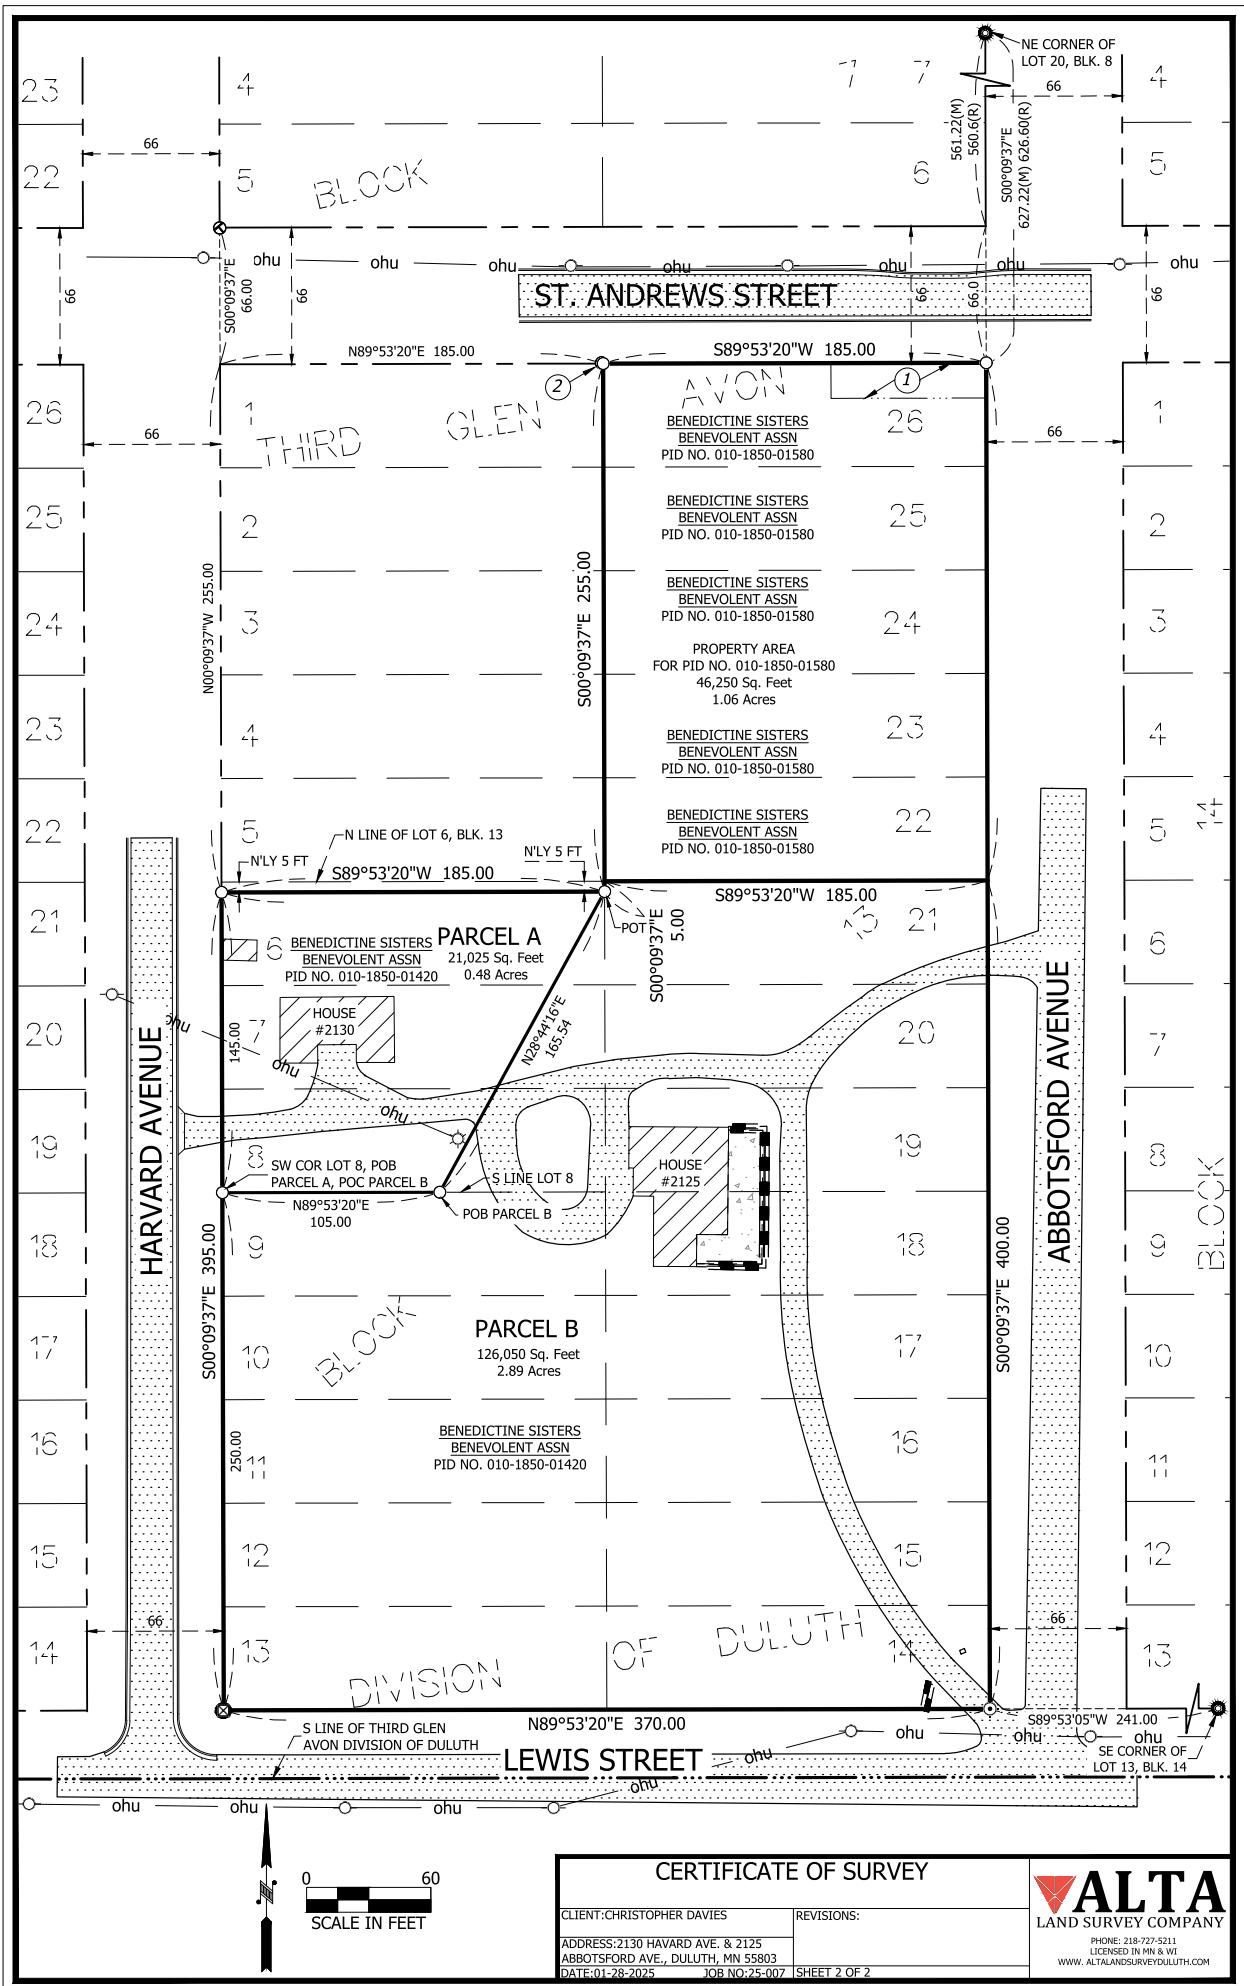 NE CORNER OF
LOT 20, BLK. 8
23
4
7 7
66
4
561.22(M)
560.6(R)
S00°09'37"E
627.22(M) 626.60(R)
66
22
5
BLOCK
6
5
ohu ohu ohu ohu ohu ohu ohu
66
S00°09'37"E
66.00
66
ST. ANDREWS STREET
66
66.0
66
N89°53'20"E 185.00
S89°53'20"W 185.00
2
1
26
1
THIRD GLEN AVON
26
1
66
66
BENEDICTINE SISTERS
BENEVOLENT ASSN
PID NO. 010-1850-01580
25
2
BENEDICTINE SISTERS
BENEVOLENT ASSN
PID NO. 010-1850-01580
25
2
N00°09'37"W 255.00
S00°09'37"E 255.00
24
3
BENEDICTINE SISTERS
BENEVOLENT ASSN
PID NO. 010-1850-01580
24
3
PROPERTY AREA
FOR PID NO. 010-1850-01580
46,250 Sq. Feet
1.06 Acres
23
4
BENEDICTINE SISTERS
BENEVOLENT ASSN
PID NO. 010-1850-01580
23
4
22
5
BENEDICTINE SISTERS
BENEVOLENT ASSN
PID NO. 010-1850-01580
22
5
14
N LINE OF LOT 6, BLK. 13
N'LY 5 FT
N'LY 5 FT
S89°53'20"W 185.00
S89°53'20"W 185.00
21
POT
S00°09'37"E
5.00
13
21
6
6
BENEDICTINE SISTERS
BENEVOLENT ASSN
PID NO. 010-1850-01420
PARCEL A
21,025 Sq. Feet
0.48 Acres
20
7
HOUSE
#2130
N28°44'16"E
165.54
20
7
145.00
ohu
ohu
ohu
HARVARD AVENUE
ABBOTSFORD AVENUE
19
8
19
8
SW COR LOT 8, POB
PARCEL A, POC PARCEL B
S LINE LOT 8
HOUSE
#2125
N89°53'20"E
105.00
POB PARCEL B
BLOCK
18
9
18
9
S00°09'37"E 395.00
S00°09'37"E 400.00
17
10
BLOCK
PARCEL B
126,050 Sq. Feet
2.89 Acres
17
10
16
11
250.00
BENEDICTINE SISTERS
BENEVOLENT ASSN
PID NO. 010-1850-01420
16
11
15
12
15
12
66
66
14
13
DIVISION OF DULUTH
14
13
N89°53'20"E 370.00
S89°53'05"W 241.00
S LINE OF THIRD GLEN
AVON DIVISION OF DULUTH
LEWIS STREET
ohu ohu ohu ohu
SE CORNER OF
LOT 13, BLK. 14
ohu ohu ohu ohu
N
0 60
SCALE IN FEET
CERTIFICATE OF SURVEY
CLIENT:CHRISTOPHER DAVIES
REVISIONS:
ADDRESS:2130 HAVARD AVE. & 2125
ABBOTSFORD AVE., DULUTH, MN 55803
DATE:01-28-2025 JOB NO:25-007 SHEET 2 OF 2
ALTA
LAND SURVEY COMPANY
PHONE: 218-727-5211
LICENSED IN MN & WI
WWW. ALTALANDSURVEYDULUTH.COM